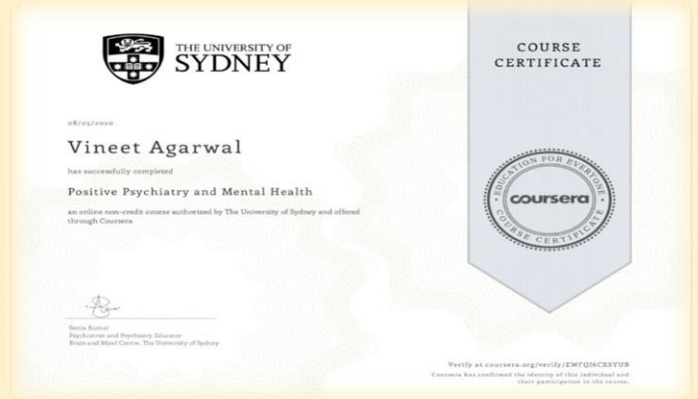 THE UNIVERSITY OF
SYDNEY
COURSE
CERTIFICATE
08/05/2020
Vineet Agarwal
has successfully completed
Positive Psychiatry and Mental Health
an online non-credit course authorized by The University of Sydney and offered
through Coursera
EDUCATION FOR EVERYONE
coursera
COURSE CERTIFICATE
Kumar
Psychiatrist and Psychiatry Educator
Brain and Mind Centre, The University of Sydney
Verify at coursera.org/verify/
Coursera has confirmed the identity of this individual and
their participation in the course.